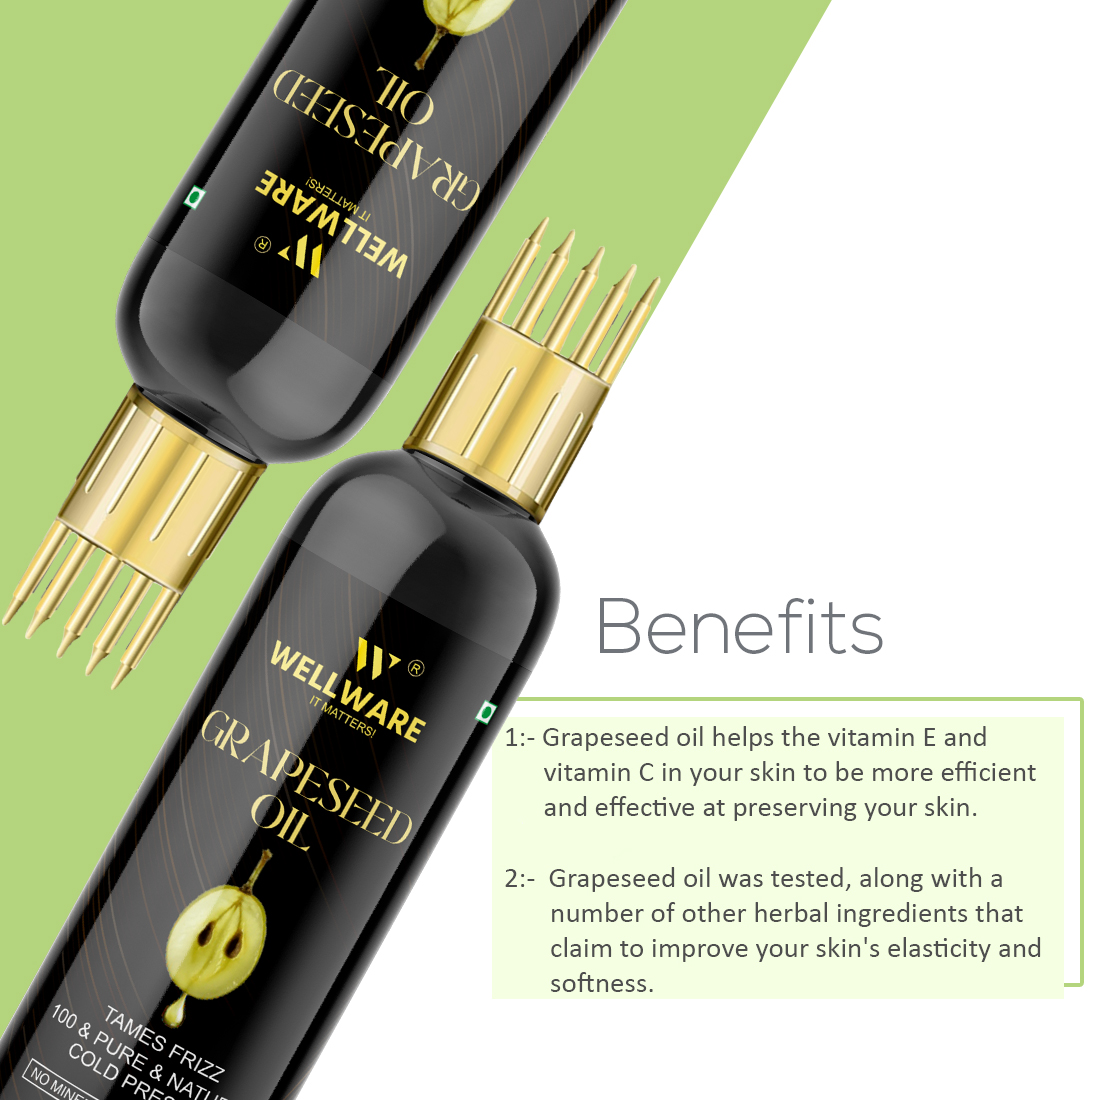 GRAPESEED
OIL
WELLWARE
IT MATTERS!
W ®
Benefits
W ®
WELLWARE
IT MATTERS!
GRAPESEED
OIL
TAMES FRIZZ
100 & PURE &
COLD
NO
1:- Grapeseed oil helps the vitamin E and
vitamin C in your skin to be more efficient
and effective at preserving your skin.
2:- Grapeseed oil was tested, along with a
number of other herbal ingredients that
claim to improve your skin's elasticity and
softness.